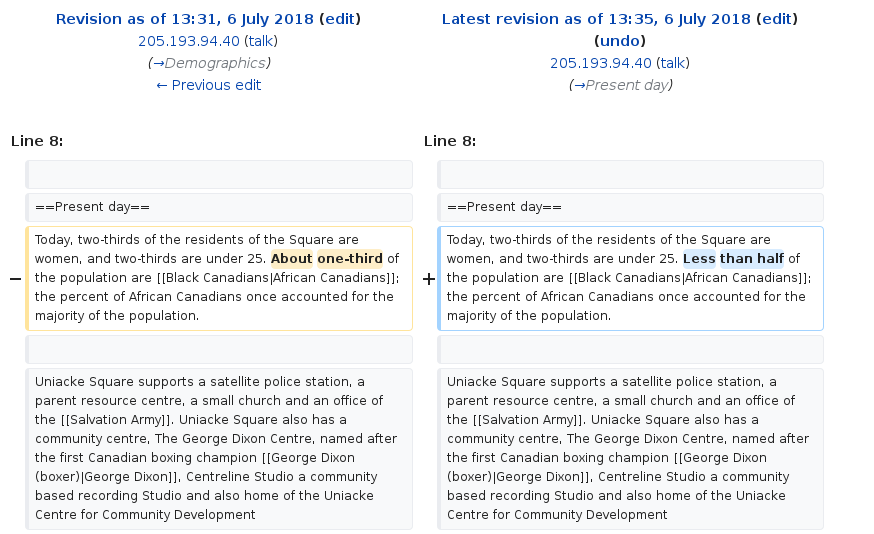 Revision as of 13:31, 6 July 2018 (edit)
205.193.94.40 (talk)
(→Demographics)
← Previous edit
Latest revision as of 13:35, 6 July 2018 (edit)
(undo)
205.193.94.40 (talk)
(→Present day)
Line 8:
Line 8:
==Present day==
==Present day==
−
Today, two-thirds of the residents of the Square are
women, and two-thirds are under 25. About one-third of
the population are [[Black Canadians|African Canadians]];
the percent of African Canadians once accounted for the
majority of the population.
+
Today, two-thirds of the residents of the Square are
women, and two-thirds are under 25. Less than half of
the population are [[Black Canadians|African Canadians]];
the percent of African Canadians once accounted for the
majority of the population.
Uniacke Square supports a satellite police station, a
parent resource centre, a small church and an office of
the [[Salvation Army]]. Uniacke Square also has a
community centre, The George Dixon Centre, named after
the first Canadian boxing champion [[George Dixon
(boxer)|George Dixon]], Centreline Studio a community
based recording Studio and also home of the Uniacke
Centre for Community Development
Uniacke Square supports a satellite police station, a
parent resource centre, a small church and an office of
the [[Salvation Army]]. Uniacke Square also has a
community centre, The George Dixon Centre, named after
the first Canadian boxing champion [[George Dixon
(boxer)|George Dixon]], Centreline Studio a community
based recording Studio and also home of the Uniacke
Centre for Community Development